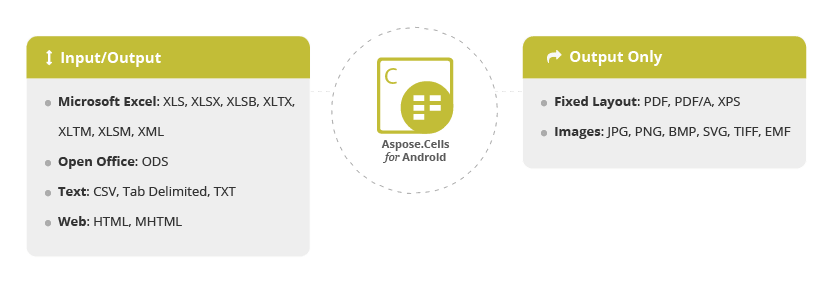 Input/Output
Microsoft Excel: XLS, XLSX, XLSB, XLTX,
XLTM, XLSM, XML
Open Office: ODS
Text: CSV, Tab Delimited, TXT
Web: HTML, MHTML
C
Aspose.Cells
for Android
Output Only
Fixed Layout: PDF, PDF/A, XPS
Images: JPG, PNG, BMP, SVG, TIFF, EMF